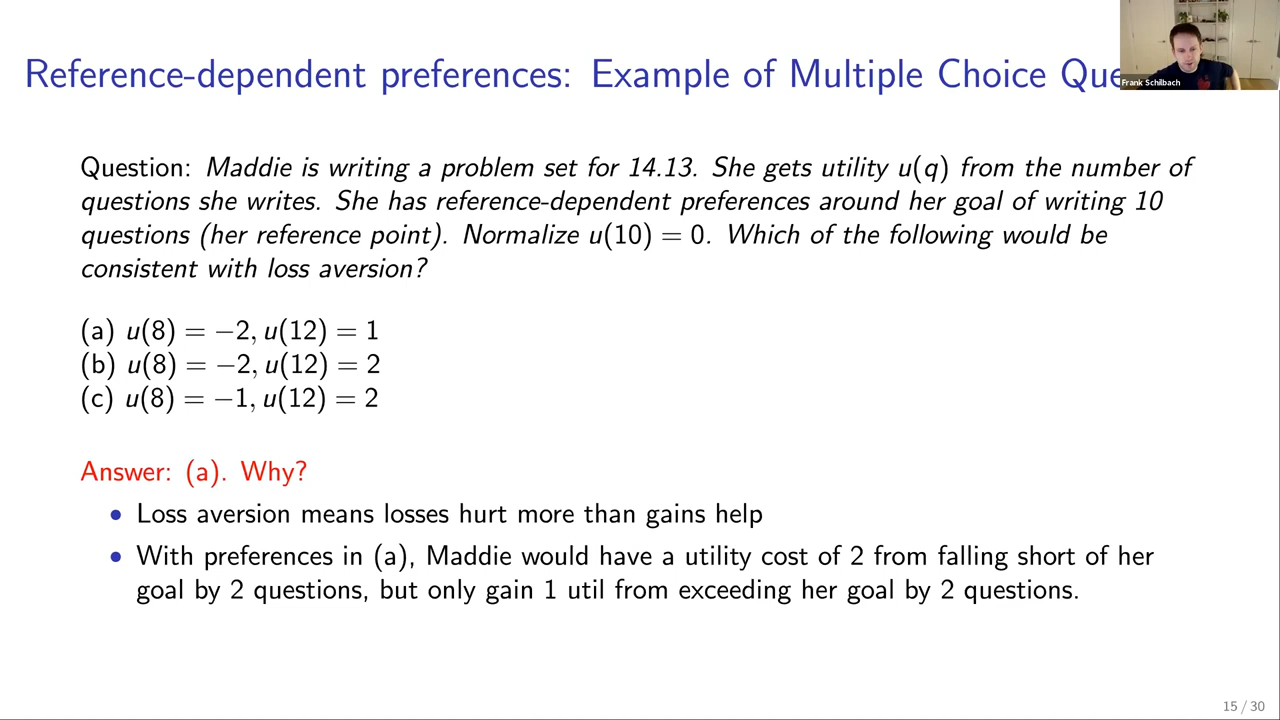 Reference-dependent preferences: Example of Multiple Choice
Frank Schilbach
Question: Maddie is writing a problem set for 14.13. She gets utility u(q) from the number of
questions she writes. She has reference-dependent preferences around her goal of writing 10
questions (her reference point). Normalize u(10) = 0. Which of the following would be
consistent with loss aversion?
(a) u(8) = −2, u(12) = 1
(b) u(8) = −2, u(12) = 2
(c) u(8) = −1, u(12) = 2
Answer: (a). Why?
• Loss aversion means losses hurt more than gains help
• With preferences in (a), Maddie would have a utility cost of 2 from falling short of her
goal by 2 questions, but only gain 1 util from exceeding her goal by 2 questions.
15 / 30